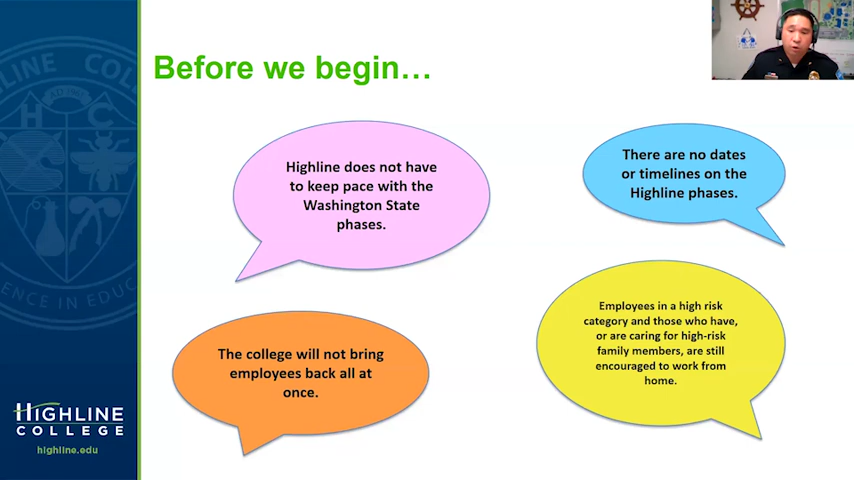 Before we begin…
Highline does not have
to keep pace with the
Washington State
phases.
There are no dates
or timelines on the
Highline phases.
The college will not bring
employees back all at
once.
Employees in a high risk
category and those who have,
or are caring for high-risk
family members, are still
encouraged to work from
home.
HIGHLINE
COLLEGE
highline.edu